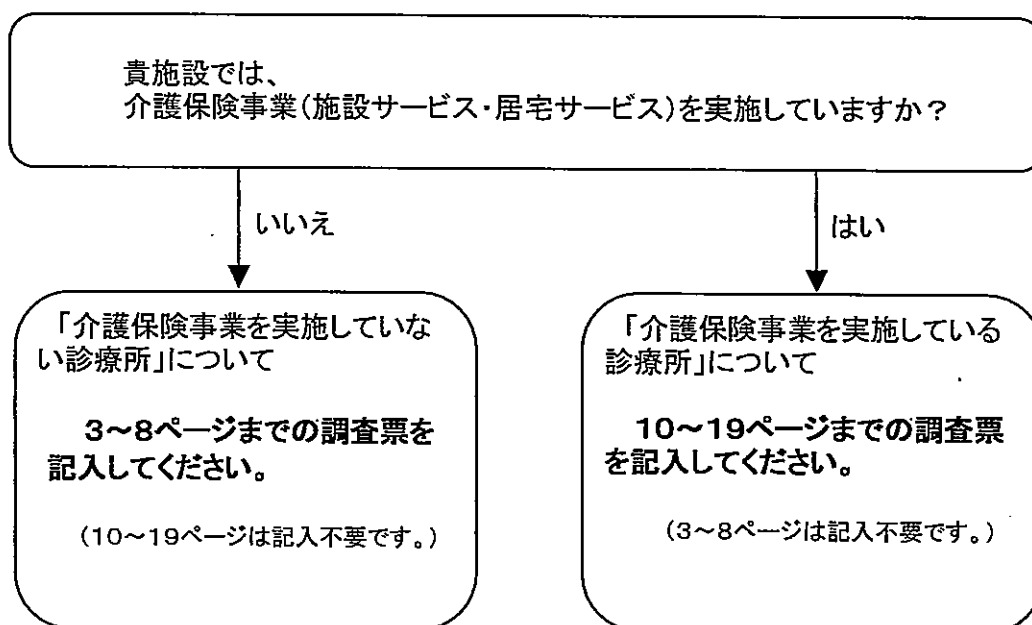 貴施設では、
介護保険事業(施設サービス・居宅サービス)を実施していますか?
いいえ
はい
「介護保険事業を実施していな
い診療所」について
3~8ページまでの調査票を
記入してください。
(10~19ページは記入不要です。)
「介護保険事業を実施している
診療所」について
10~19ページまでの調査票
を記入してください。
(3~8ページは記入不要です。)